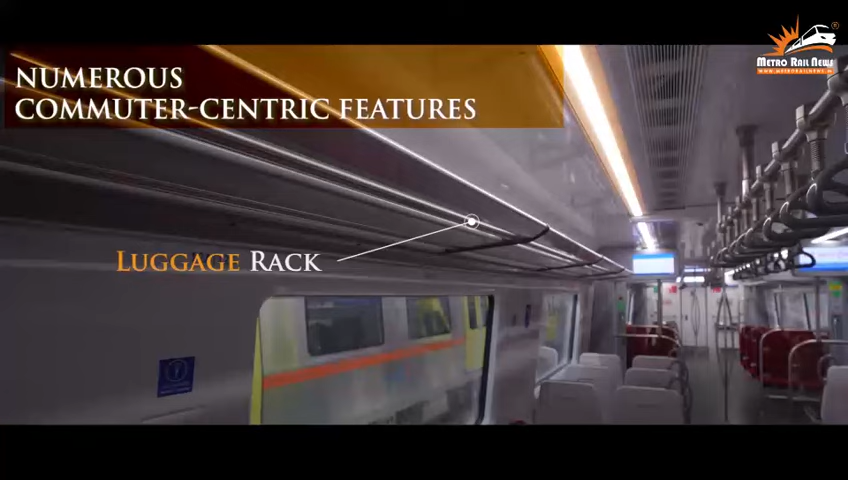 NUMEROUS
COMMUTER-CENTRIC FEATURES
METRO RAIL NEWS
LUGGAGE RACK